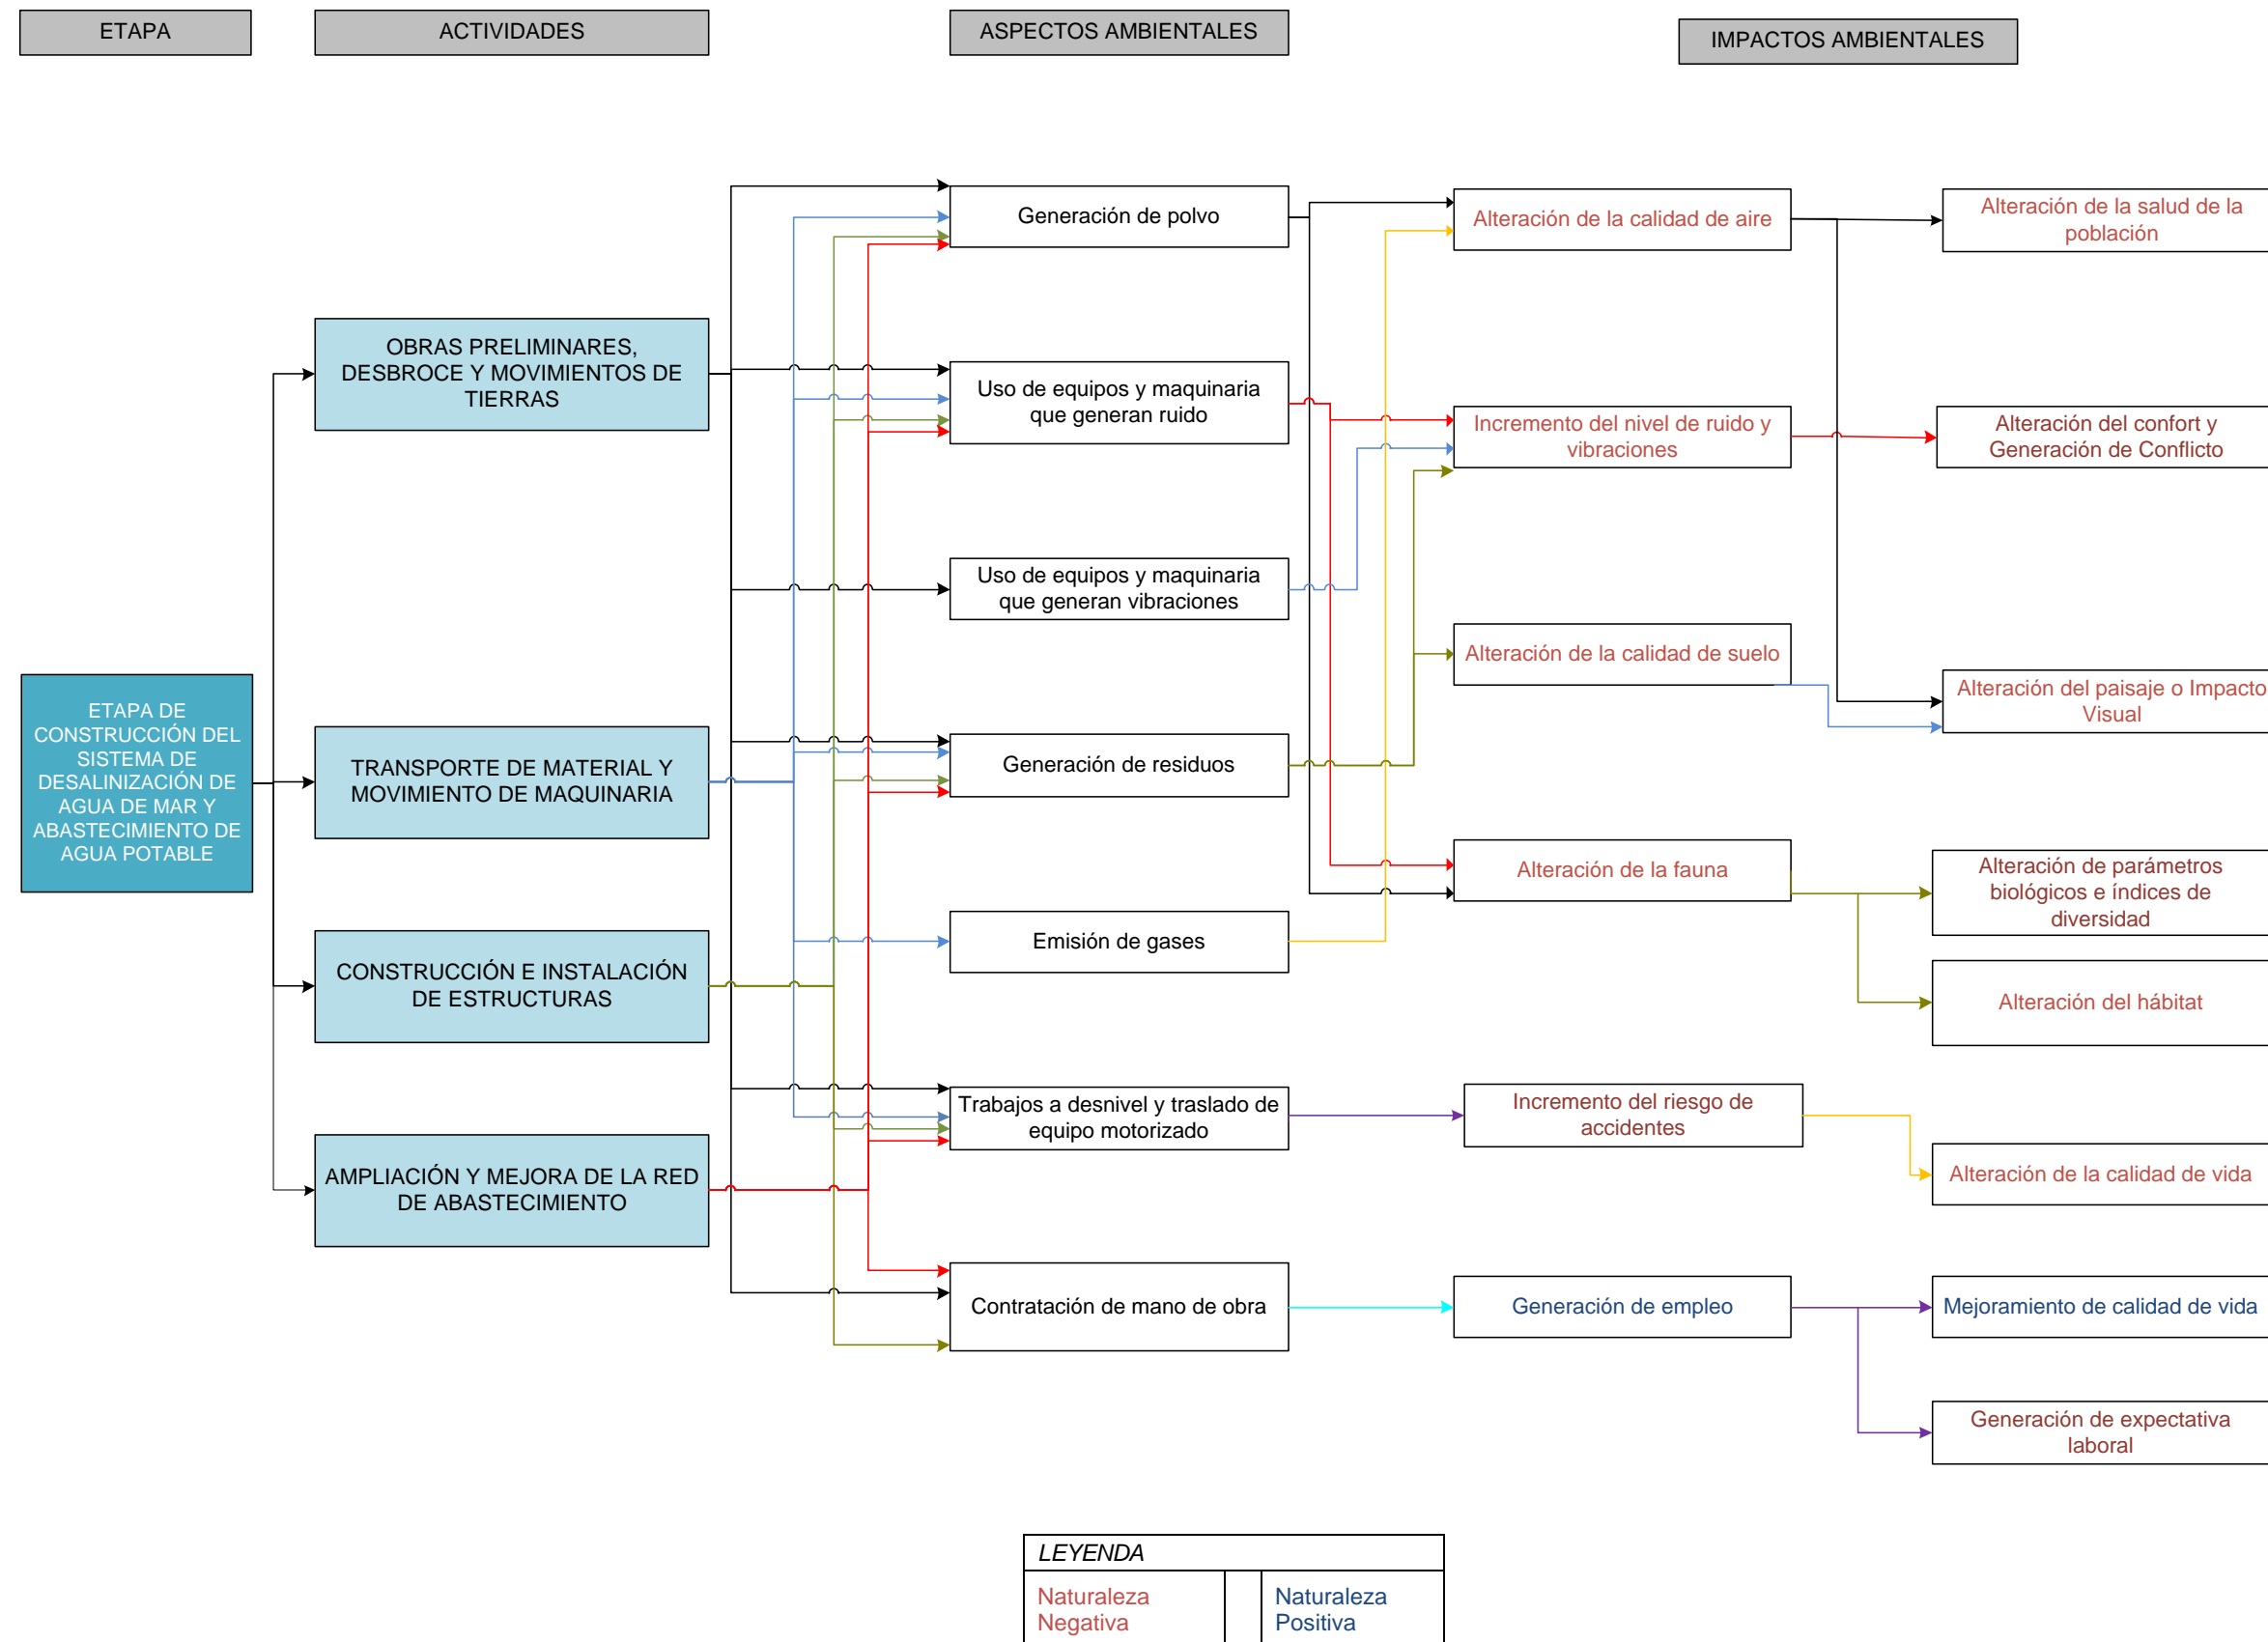 ETAPA
ACTIVIDADES
ASPECTOS AMBIENTALES
IMPACTOS AMBIENTALES
ETAPA DE
CONSTRUCCIÓN DEL
SISTEMA DE
DESALINIZACIÓN DE
AGUA DE MAR Y
ABASTECIMIENTO DE
AGUA POTABLE
OBRAS PRELIMINARES,
DESBROCE Y MOVIMIENTOS DE
TIERRAS
TRANSPORTE DE MATERIAL Y
MOVIMIENTO DE MAQUINARIA
CONSTRUCCIÓN E INSTALACIÓN
DE ESTRUCTURAS
AMPLIACIÓN Y MEJORA DE LA RED
DE ABASTECIMIENTO
Generación de polvo
Uso de equipos y maquinaria
que generan ruido
Uso de equipos y maquinaria
que generan vibraciones
Generación de residuos
Emisión de gases
Trabajos a desnivel y traslado de
equipo motorizado
Contratación de mano de obra
Alteración de la calidad de aire
Incremento del nivel de ruido y
vibraciones
Alteración de la calidad de suelo
Alteración de la fauna
Incremento del riesgo de
accidentes
Generación de empleo
Alteración de la salud de la
población
Alteración del confort y
Generación de Conflicto
Alteración del paisaje o Impacto
Visual
Alteración de parámetros
biológicos e índices de
diversidad
Alteración del hábitat
Alteración de la calidad de vida
Mejoramiento de calidad de vida
Generación de expectativa
laboral
LEYENDA
Naturaleza
Negativa
Naturaleza
Positiva